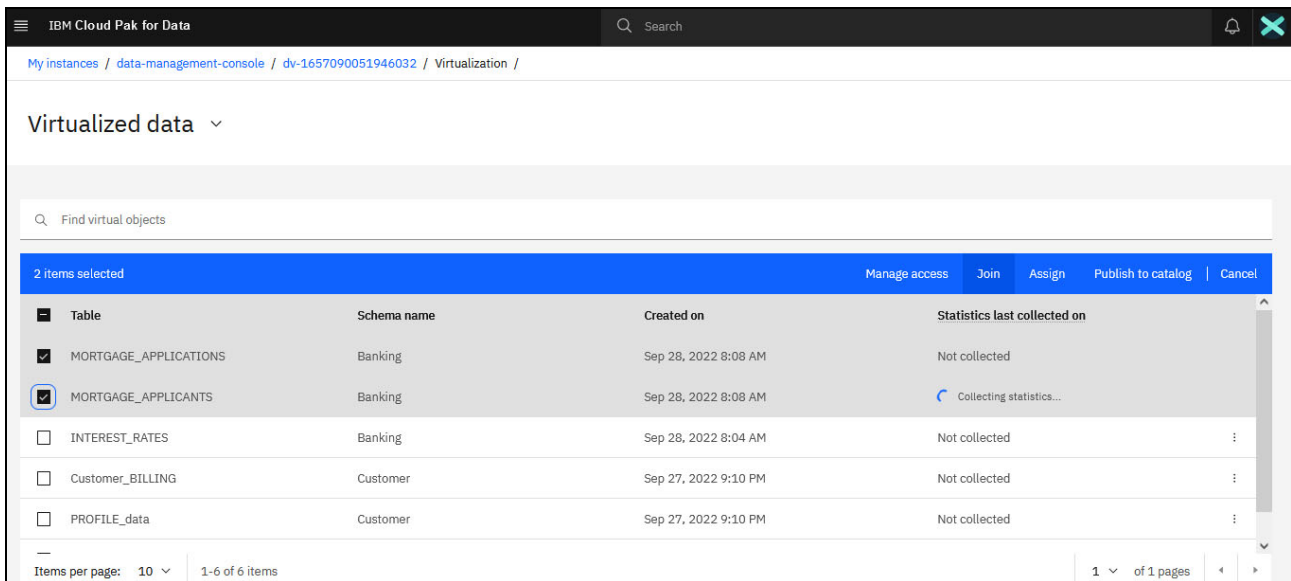 IBM Cloud Pak for Data Search
My instances / data-management-console / dv-1657090051946032 / Virtualization /
Virtualized data
Find virtual objects
2 items selected Manage access Join Assign Publish to catalog | Cancel
Table Schema name Created on Statistics last collected on
MORTGAGE_APPLICATIONS Banking Sep 28, 2022 8:08 AM Not collected
MORTGAGE_APPLICANTS Banking Sep 28, 2022 8:08 AM Collecting statistics...
INTEREST_RATES Banking Sep 28, 2022 8:04 AM Not collected
Customer_BILLING Customer Sep 27, 2022 9:10 PM Not collected
PROFILE_data Customer Sep 27, 2022 9:10 PM Not collected
Items per page: 10 1-6 of 6 items 1 of 1 pages